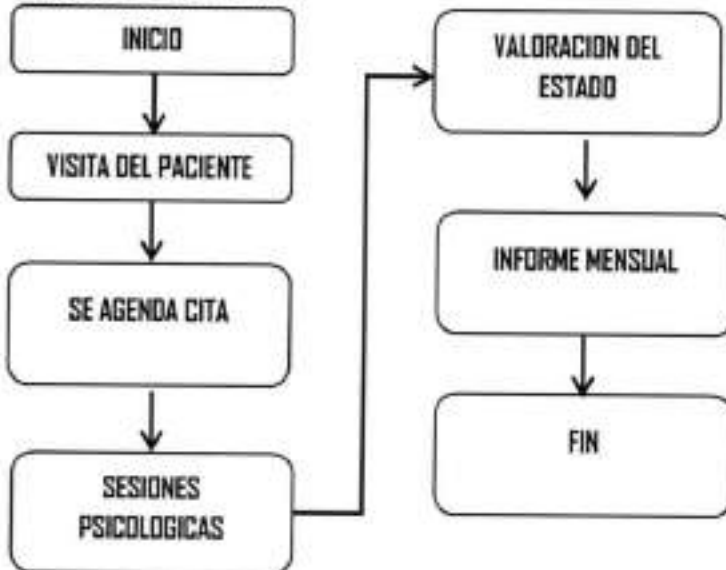 INICIO
VISITA DEL PACIENTE
SE AGENDA CITA
SESIONES
PSICOLOGICAS
VALORACION DEL
ESTADO
INFORME MENSUAL
FIN